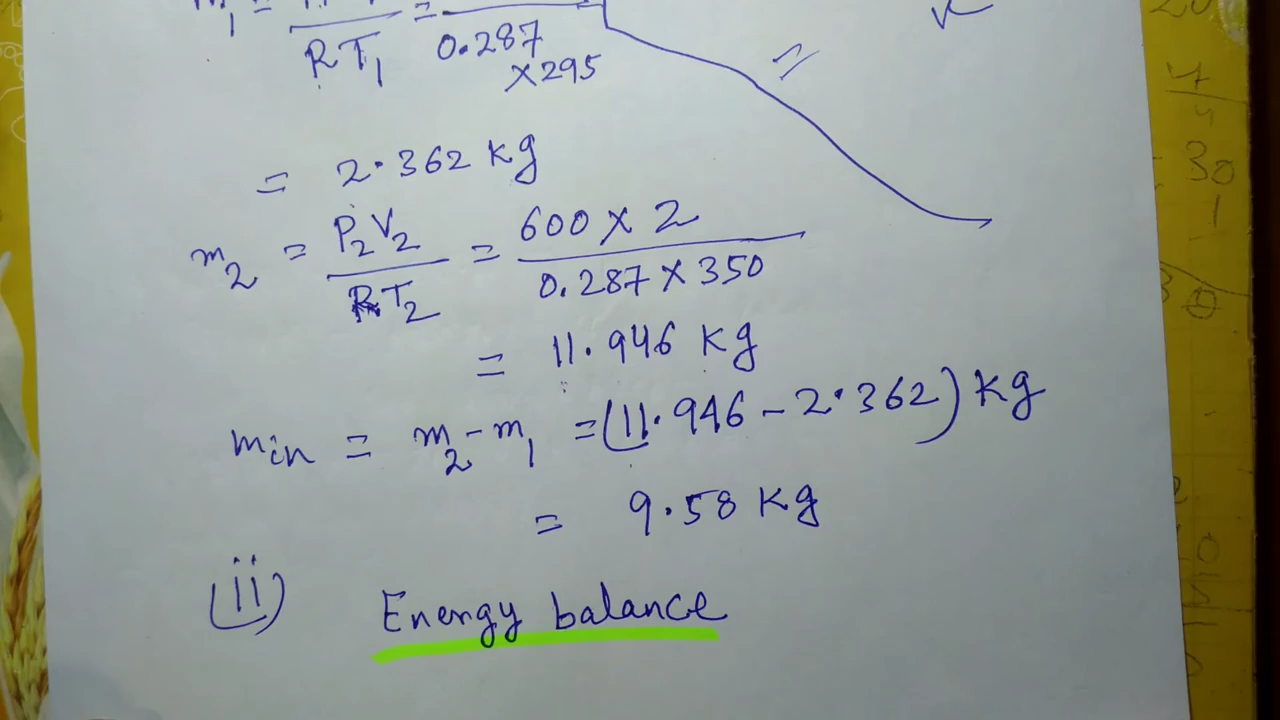 m1 = =
RT1 0.287
×295
= 2.362 kg
m2 = P2V2 / RT2 = 600 × 2 / 0.287 × 350
= 11.946 kg
min = m2 - m1 = (11.946 - 2.362) kg
= 9.58 kg
(ii) Energy balance